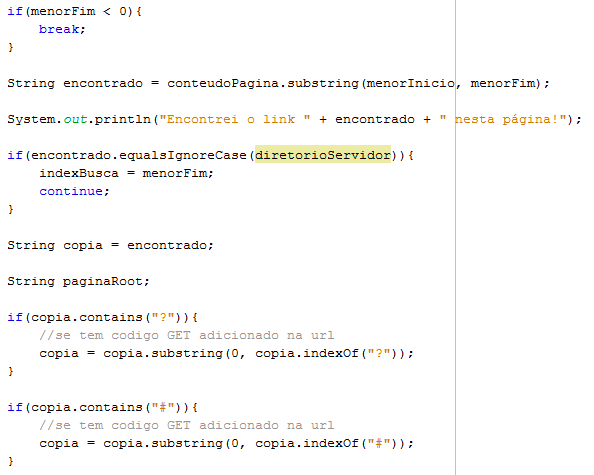 if(menorFim < 0){
    break;
}
String encontrado = conteudoPagina.substring(menorInicio, menorFim);
System.out.println("Encontrei o link " + encontrado + " nesta página!");
if(encontrado.equalsIgnoreCase(diretorioServidor)){
    indexBusca = menorFim;
    continue;
}
String copia = encontrado;
String paginaRoot;
if(copia.contains("?")){
    //se tem codigo GET adicionado na url
    copia = copia.substring(0, copia.indexOf("?"));
}
if(copia.contains("#")){
    //se tem codigo GET adicionado na url
    copia = copia.substring(0, copia.indexOf("#"));
}